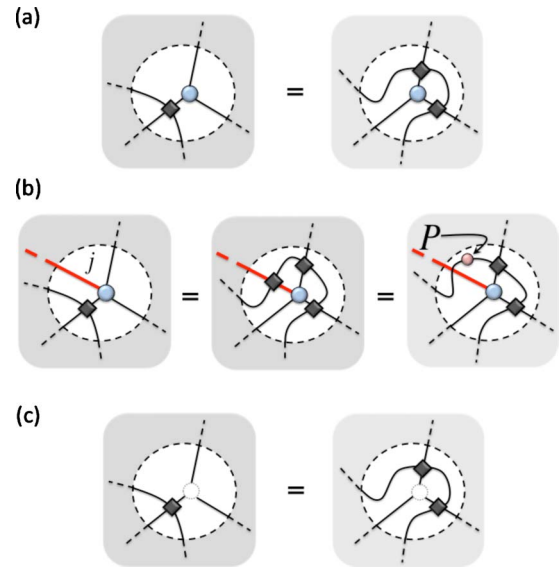 (a)
=
(b)
j
=
=
P
(c)
=